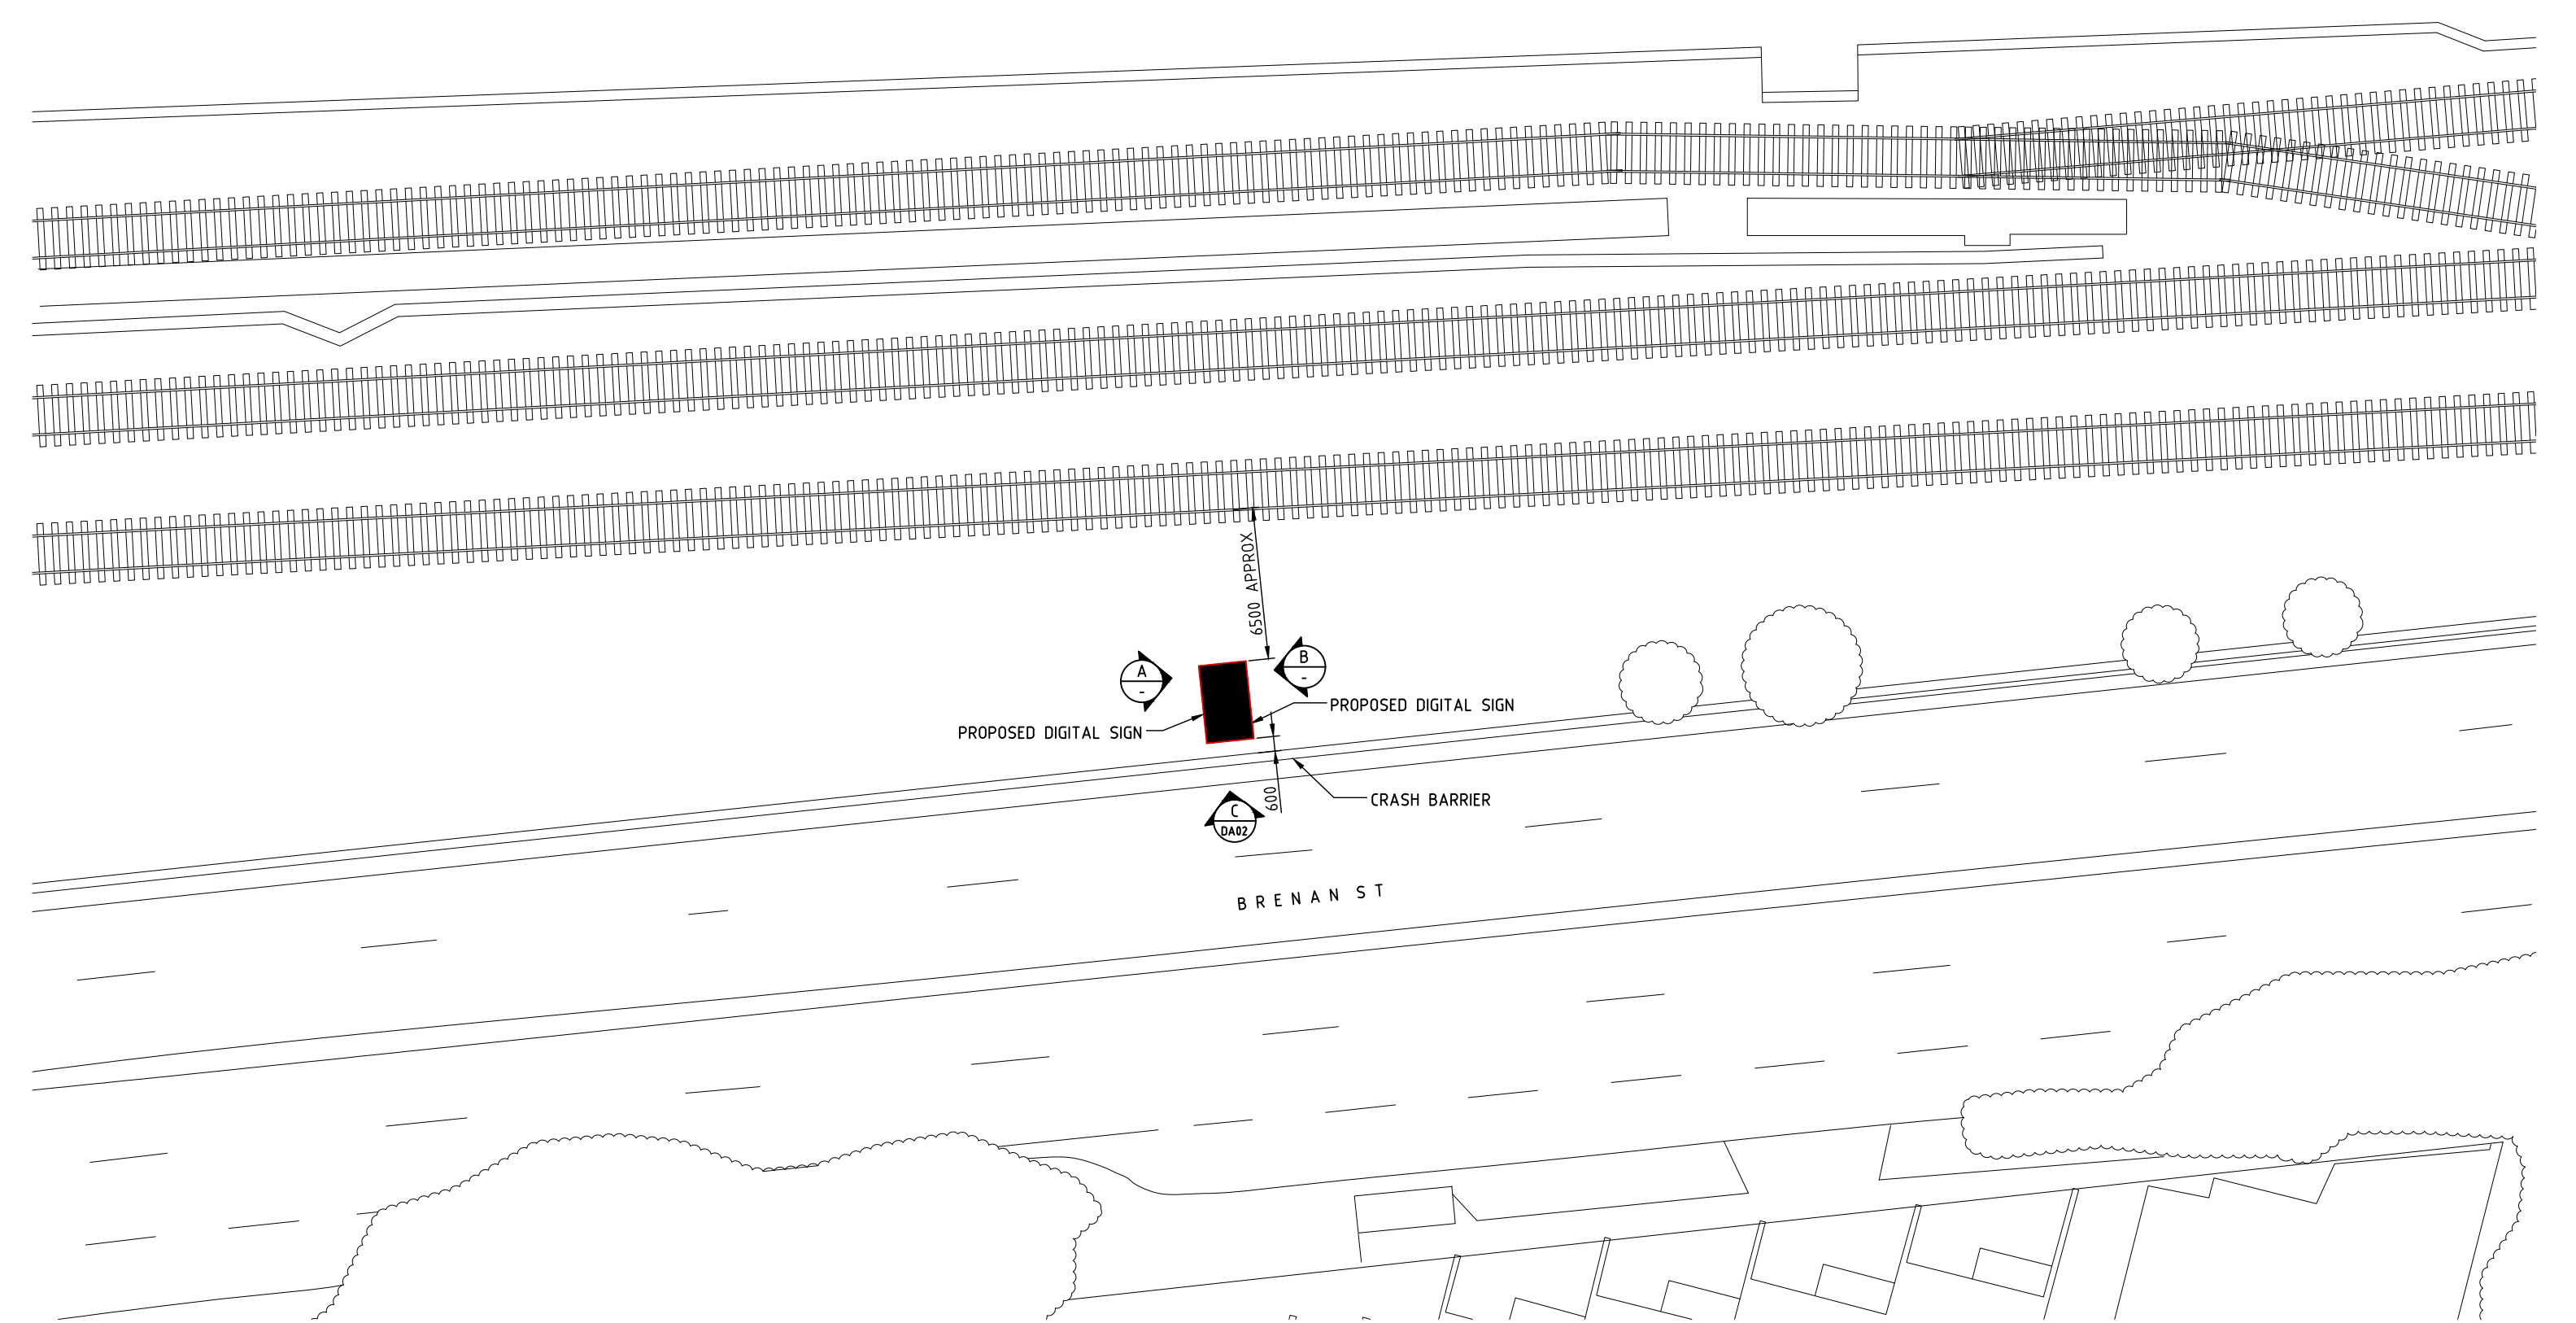 6500 APPROX
A
-
B
-
PROPOSED DIGITAL SIGN
PROPOSED DIGITAL SIGN
600
CRASH BARRIER
C
DA02
BRENAN ST